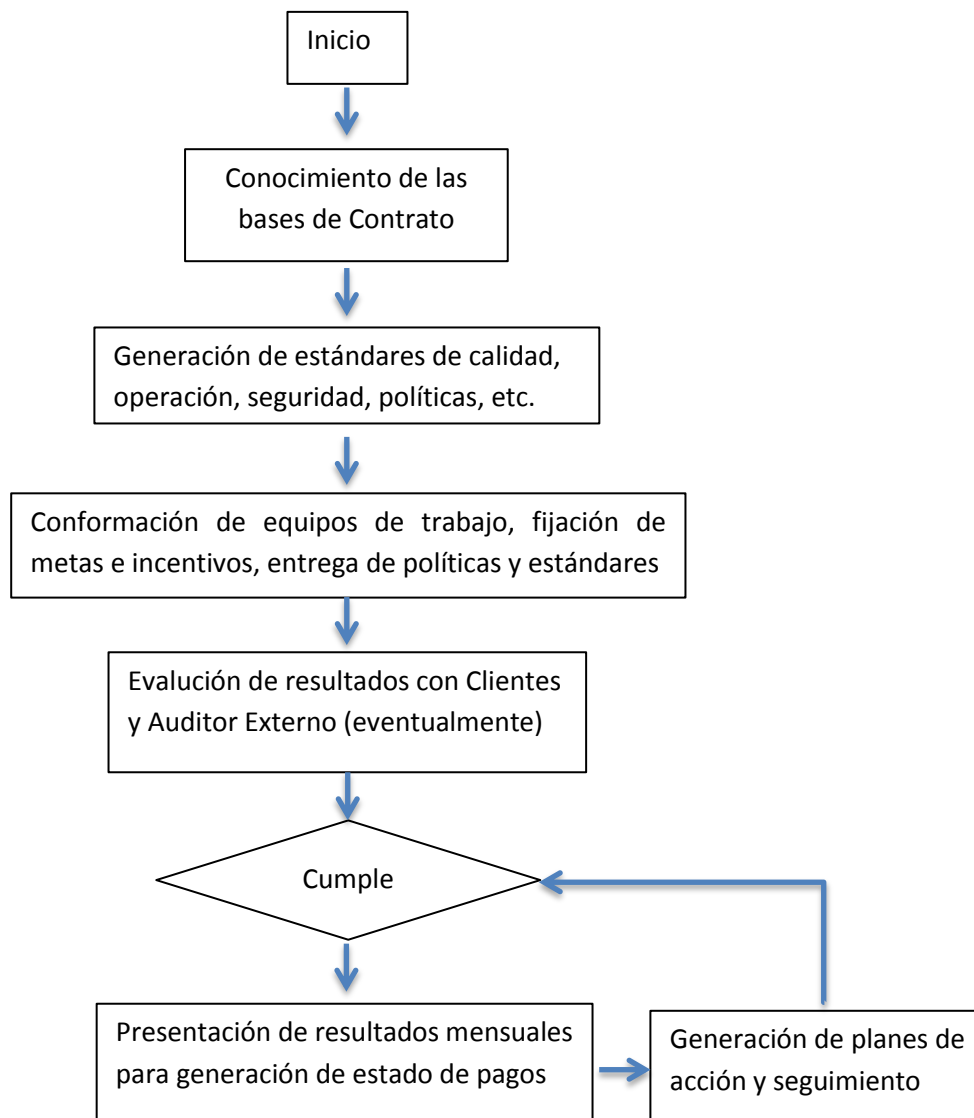 Inicio
Conocimiento de las
bases de Contrato
Generación de estándares de calidad,
operación, seguridad, políticas, etc.
Conformación de equipos de trabajo, fijación de
metas e incentivos, entrega de políticas y estándares
Evalución de resultados con Clientes
y Auditor Externo (eventualmente)
Cumple
Presentación de resultados mensuales
para generación de estado de pagos
Generación de planes de
acción y seguimiento